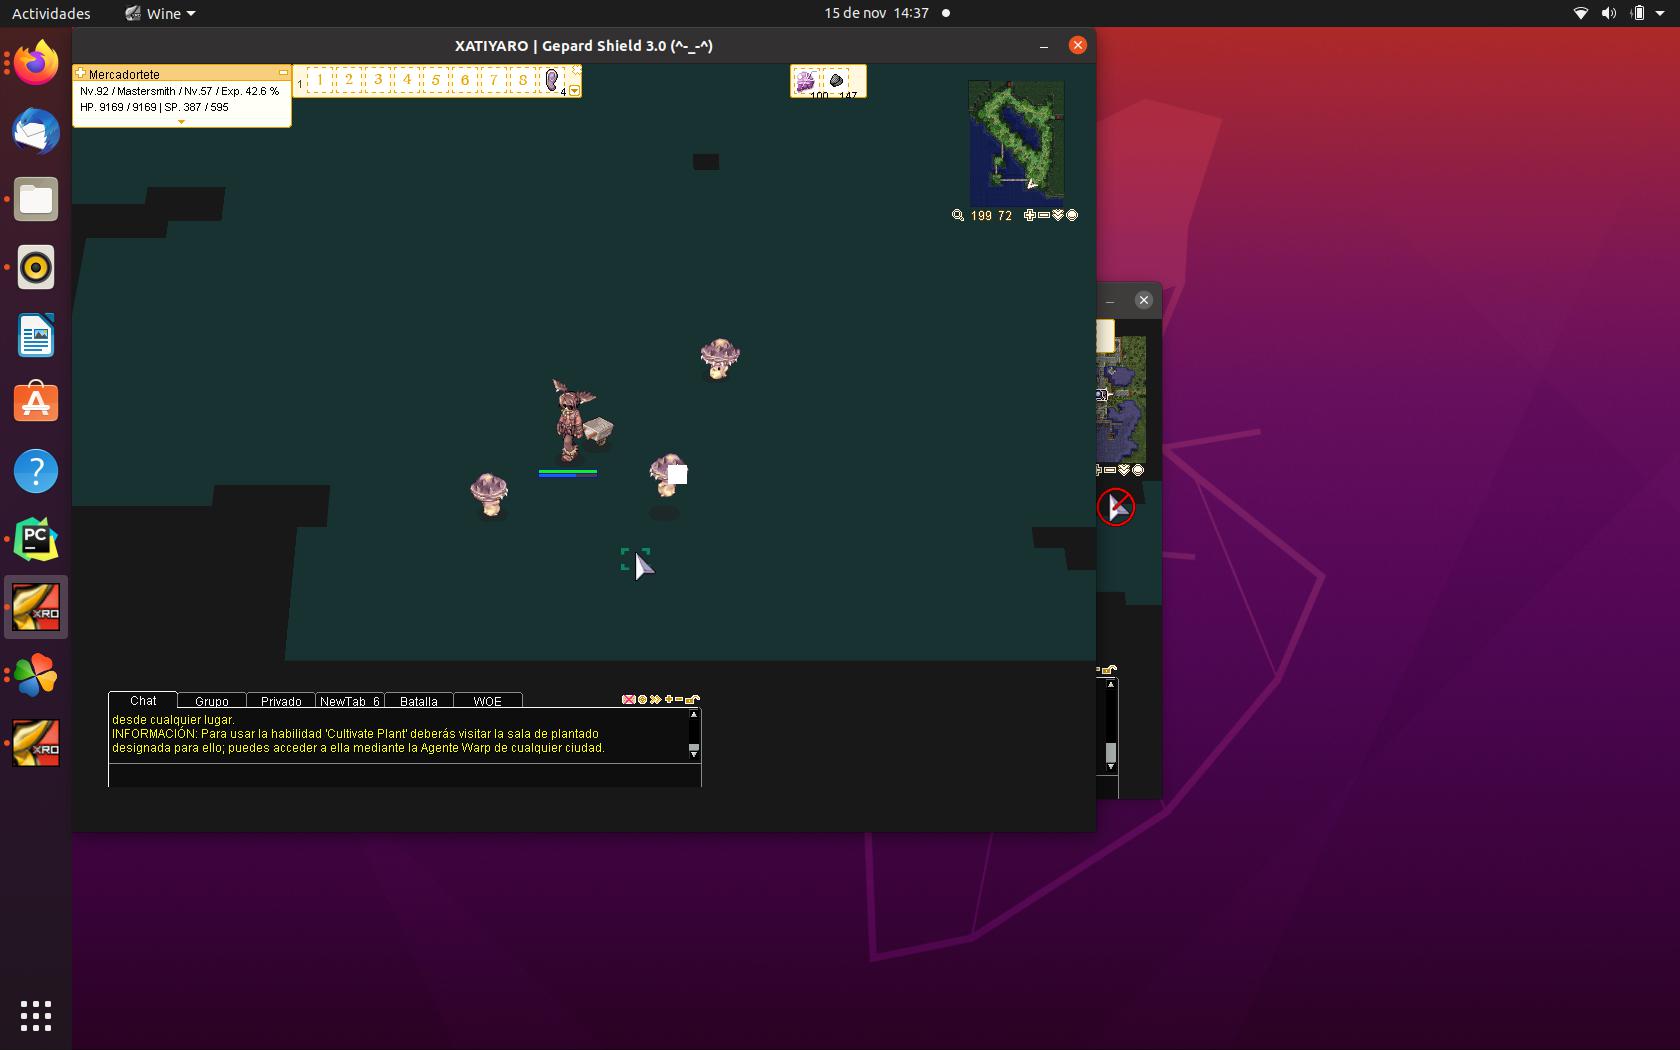 Actividades
Wine
15 de nov 14:37
XATIYARO | Gepard Shield 3.0 (^-_-^)
Mercadortete
Nv.92 / Mastersmith / Nv.57 / Exp. 42.6 %
HP. 9169 / 9169 | SP. 387 / 595
1 1 2 3 4 5 6 7 8 4
100 147
199 72
PC
XRO
XRO
Chat Grupo Privado NewTab_6 Batalla WOE
desde cualquier lugar.
INFORMACIÓN: Para usar la habilidad 'Cultivate Plant' deberás visitar la sala de plantado
designada para ello; puedes acceder a ella mediante la Agente Warp de cualquier ciudad.